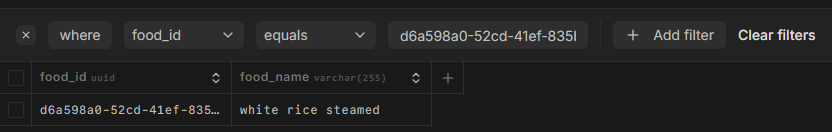 × where food_id equals d6a598a0-52cd-41ef-835 + Add filter Clear filters
food_id uuid food_name varchar(255) +
d6a598a0-52cd-41ef-835… white rice steamed